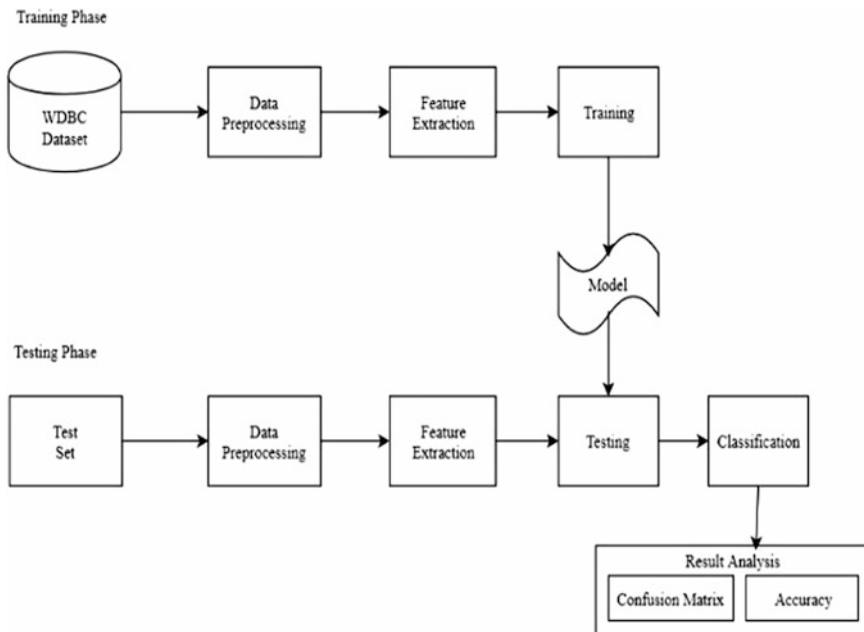 Training Phase
WDBC
Dataset
Data
Preprocessing
Feature
Extraction
Training
Model
Testing Phase
Test
Set
Data
Preprocessing
Feature
Extraction
Testing
Classification
Result Analysis
Confusion Matrix
Accuracy